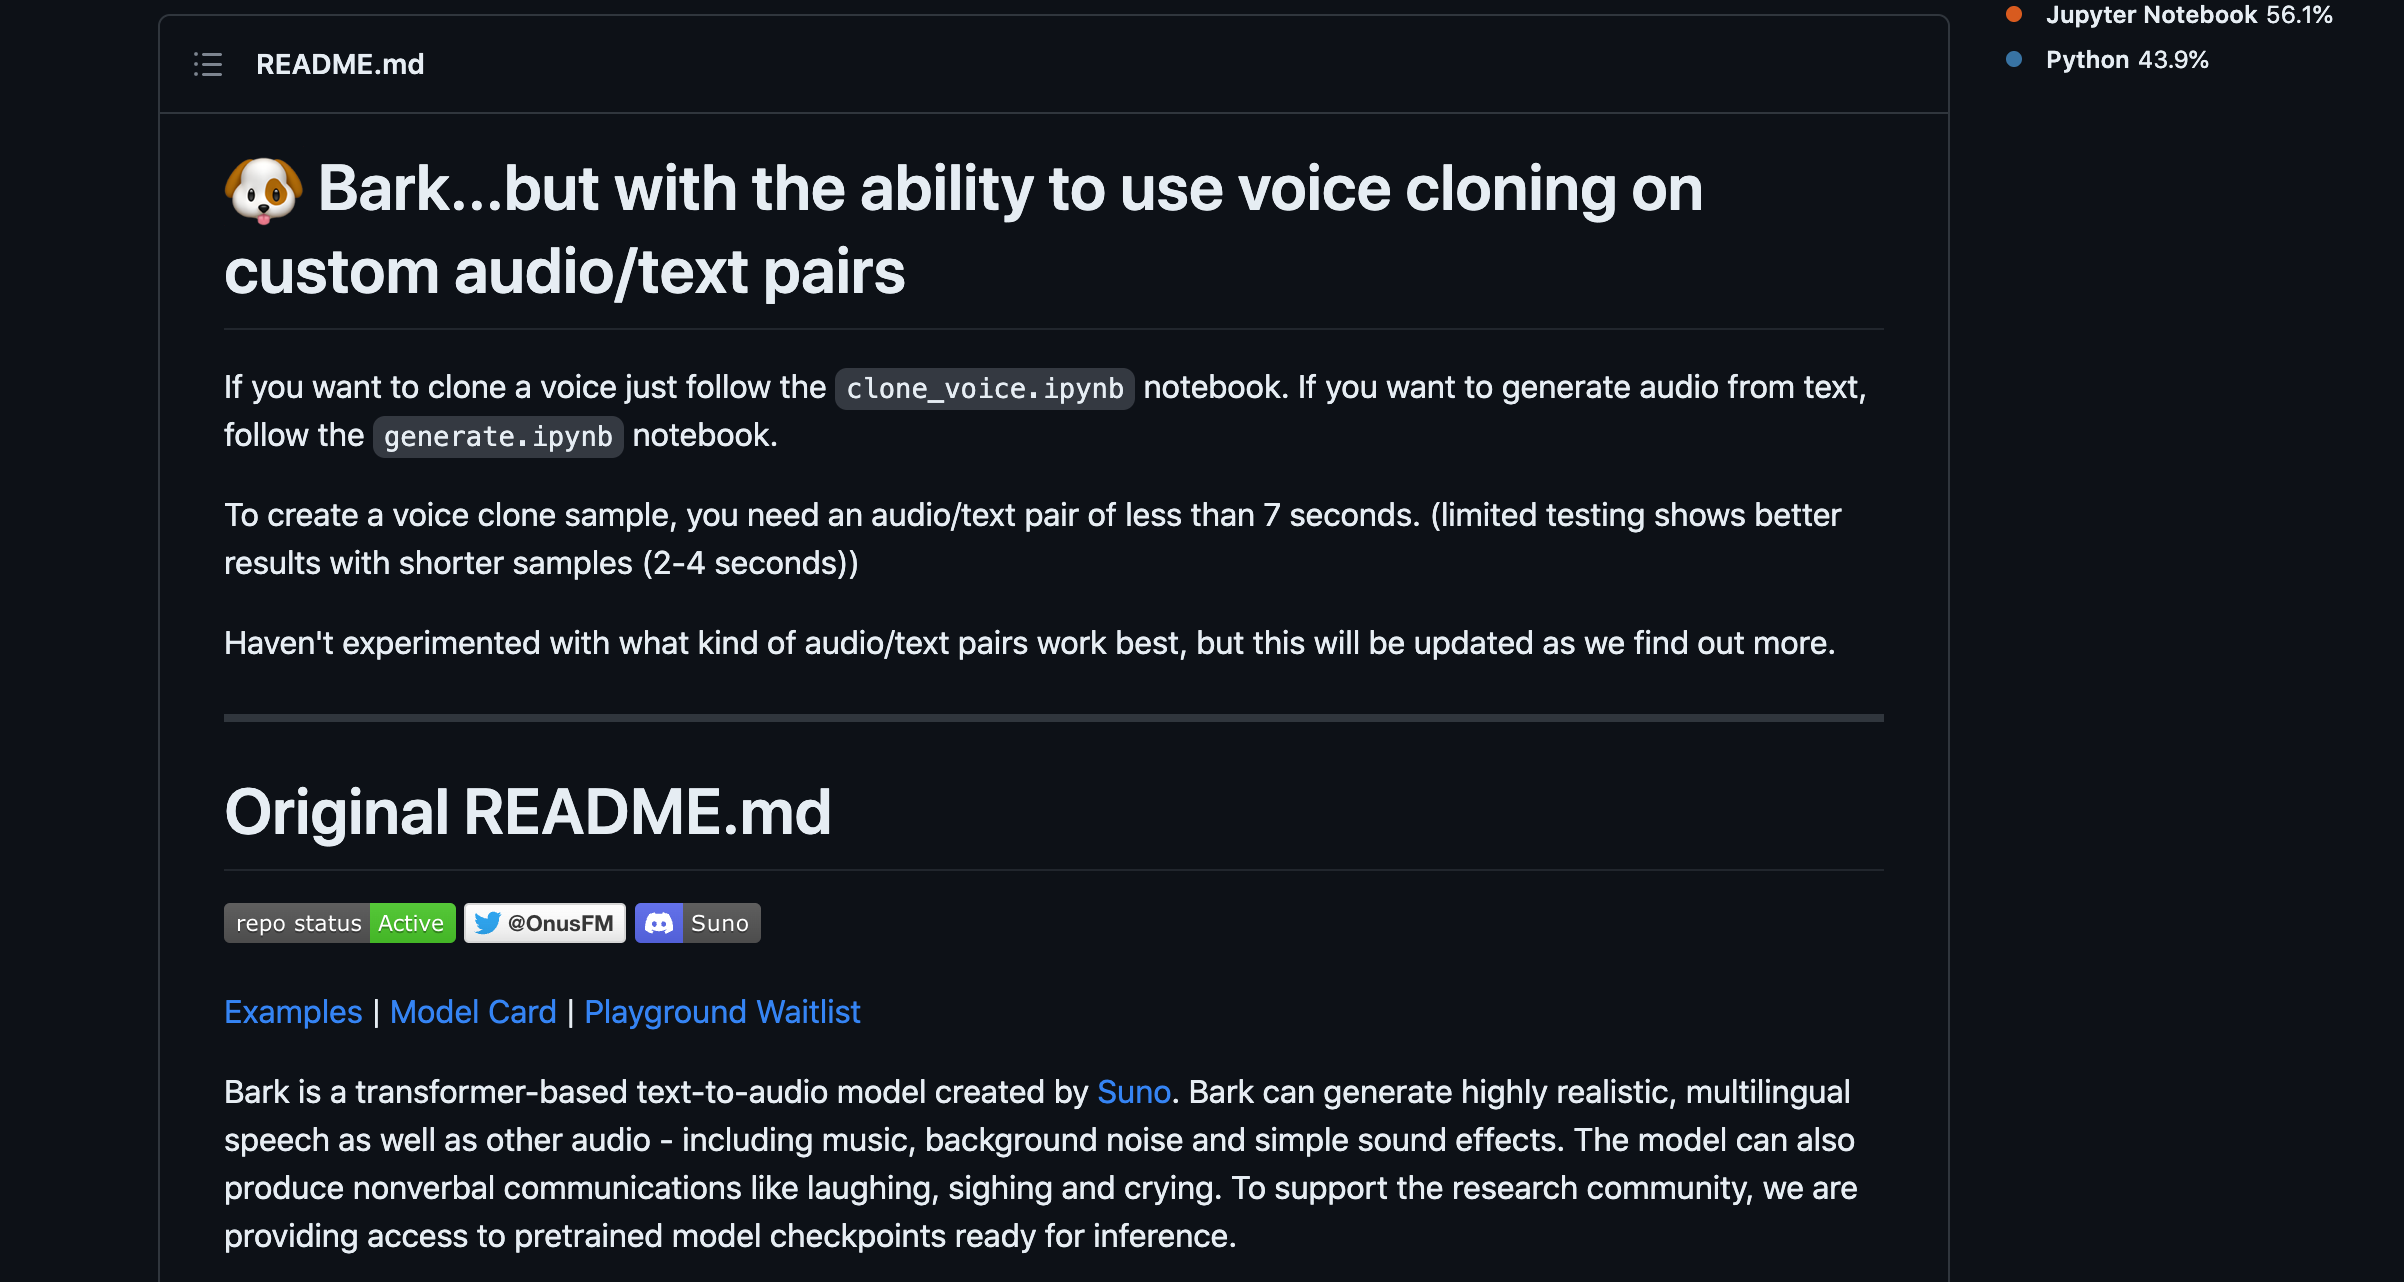 README.md
Jupyter Notebook 56.1%
Python 43.9%
Bark...but with the ability to use voice cloning on
custom audio/text pairs
If you want to clone a voice just follow the clone_voice.ipynb notebook. If you want to generate audio from text,
follow the generate.ipynb notebook.
To create a voice clone sample, you need an audio/text pair of less than 7 seconds. (limited testing shows better
results with shorter samples (2-4 seconds))
Haven't experimented with what kind of audio/text pairs work best, but this will be updated as we find out more.
Original README.md
repo status Active @OnusFM Suno
Examples | Model Card | Playground Waitlist
Bark is a transformer-based text-to-audio model created by Suno. Bark can generate highly realistic, multilingual
speech as well as other audio - including music, background noise and simple sound effects. The model can also
produce nonverbal communications like laughing, sighing and crying. To support the research community, we are
providing access to pretrained model checkpoints ready for inference.